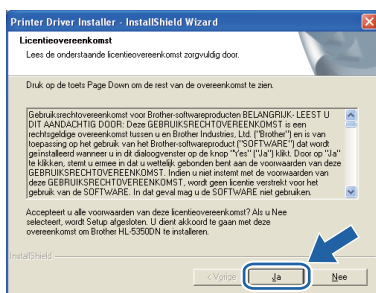 Printer Driver Installer - InstallShield Wizard
Licentieovereenkomst
Lees de onderstaande licentieovereenkomst zorgvuldig door.
Druk op de toets Page Down om de rest van de overeenkomst te zien.
Gebruiksrechtovereenkomst voor Brother-softwareproducten BELANGRIJK- LEEST U
DIT AANDACHTIG DOOR: Deze GEBRUIKSRECHTOVEREENKOMST is een
rechtsgeldige overeenkomst tussen u en Brother Industries, Ltd. ("Brother") en is van
toepassing op het gebruik van het Brother-softwareproduct ("SOFTWARE") dat wordt
geïnstalleerd wanneer u in dit dialoogvenster op de knop "Yes" ("Ja") klikt. Door op "Ja"
te klikken, stemt u ermee in dat u wettelijk gebonden bent aan de voorwaarden van deze
GEBRUIKSRECHTOVEREENKOMST. Indien u niet instemt met de voorwaarden van
deze GEBRUIKSRECHTOVEREENKOMST, wordt geen licentie verstrekt voor het
gebruik van de SOFTWARE. In dat geval mag u de SOFTWARE niet gebruiken.
Accepteert u alle voorwaarden van deze licentieovereenkomst? Als u Nee
selecteert, wordt Setup afgesloten. U dient akkoord te gaan met deze
overeenkomst om Brother HL-5350DN te installeren.
InstallShield
< Vorige
Ja
Nee